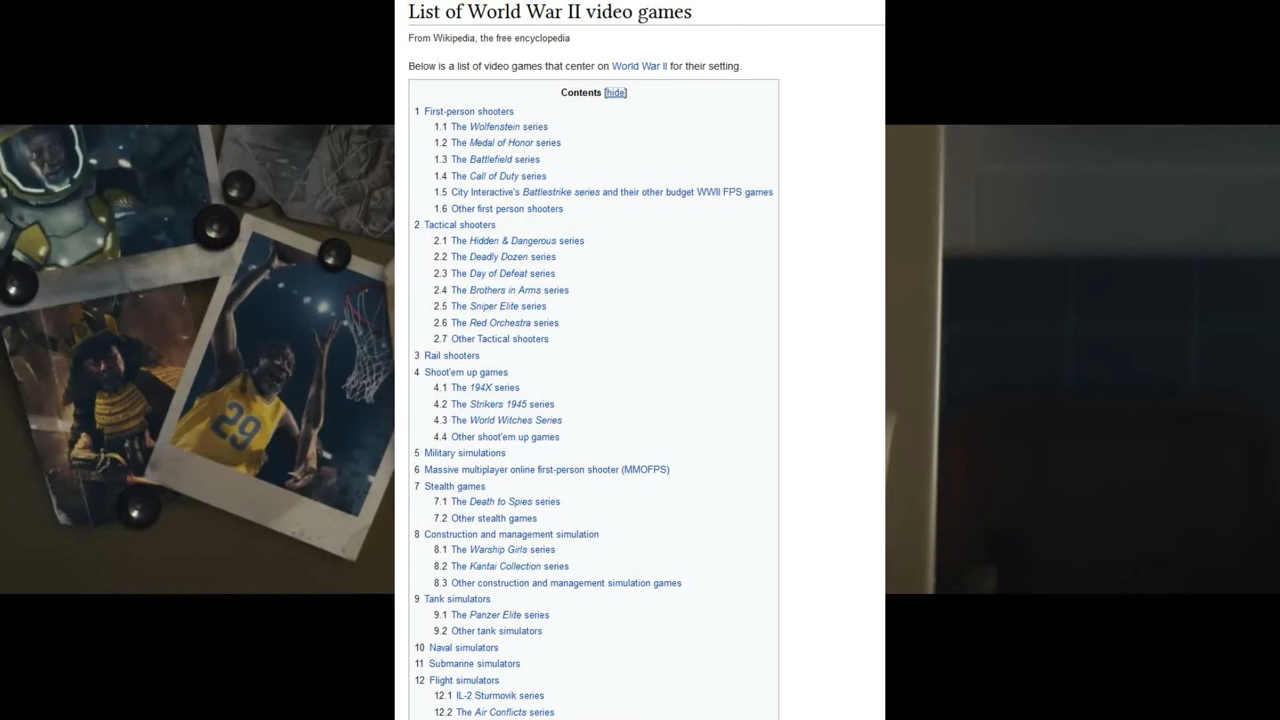 List of World War II video games
From Wikipedia, the free encyclopedia
Below is a list of video games that center on World War II for their setting.
Contents [hide]
1 First-person shooters
1.1 The Wolfenstein series
1.2 The Medal of Honor series
1.3 The Battlefield series
1.4 The Call of Duty series
1.5 City Interactive's Battlestrike series and their other budget WWII FPS games
1.6 Other first person shooters
2 Tactical shooters
2.1 The Hidden & Dangerous series
2.2 The Deadly Dozen series
2.3 The Day of Defeat series
2.4 The Brothers in Arms series
2.5 The Sniper Elite series
2.6 The Red Orchestra series
2.7 Other Tactical shooters
3 Rail shooters
4 Shoot'em up games
4.1 The 194X series
4.2 The Strikers 1945 series
4.3 The World Witches Series
4.4 Other shoot'em up games
5 Military simulations
6 Massive multiplayer online first-person shooter (MMOFPS)
7 Stealth games
7.1 The Death to Spies series
7.2 Other stealth games
8 Construction and management simulation
8.1 The Warship Girls series
8.2 The Kantai Collection series
8.3 Other construction and management simulation games
9 Tank simulators
9.1 The Panzer Elite series
9.2 Other tank simulators
10 Naval simulators
11 Submarine simulators
12 Flight simulators
12.1 IL-2 Sturmovik series
12.2 The Air Conflicts series
29